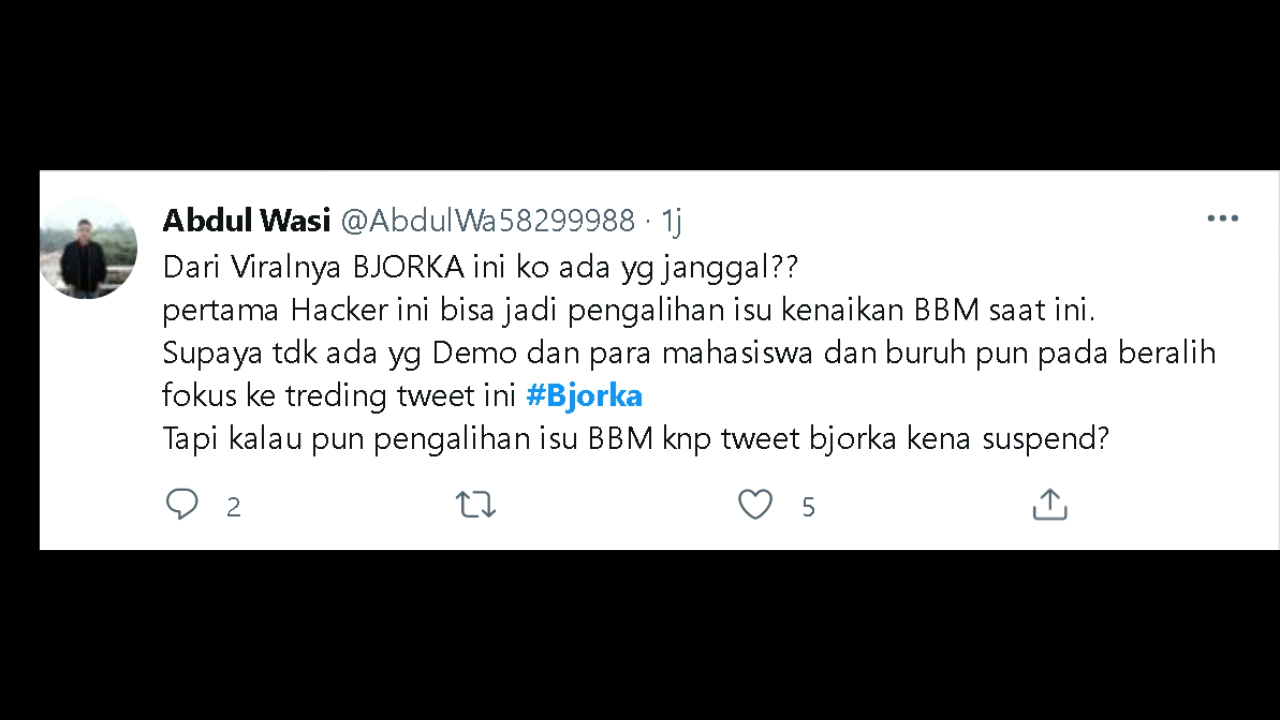 Abdul Wasi @AbdulWa58299988 · 1j
Dari Viralnya BJORKA ini ko ada yg janggal??
pertama Hacker ini bisa jadi pengalihan isu kenaikan BBM saat ini.
Supaya tdk ada yg Demo dan para mahasiswa dan buruh pun pada beralih
fokus ke treding tweet ini #Bjorka
Tapi kalau pun pengalihan isu BBM knp tweet bjorka kena suspend?
2 5